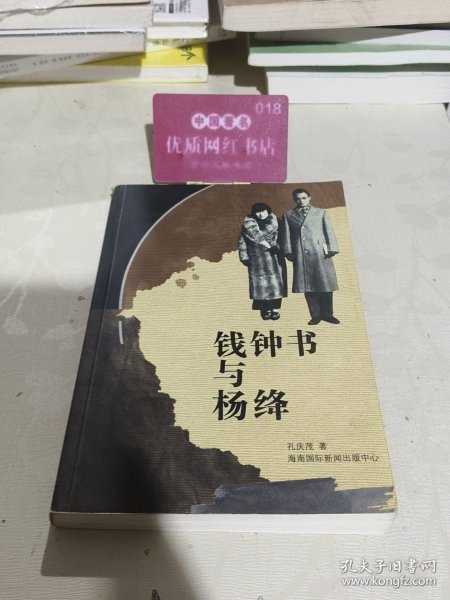 018
中国著名
优质网红书店
钱钟书
与
杨绛
孔庆茂 著
海南国际新闻出版中心
孔夫子旧书网
www.kongfz.com